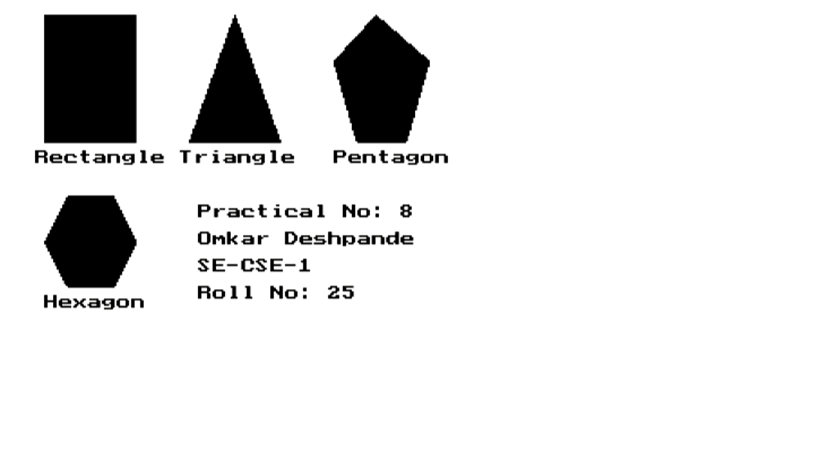 Rectangle Triangle Pentagon
Practical No: 8
Omkar Deshpande
SE-CSE-1
Roll No: 25
Hexagon